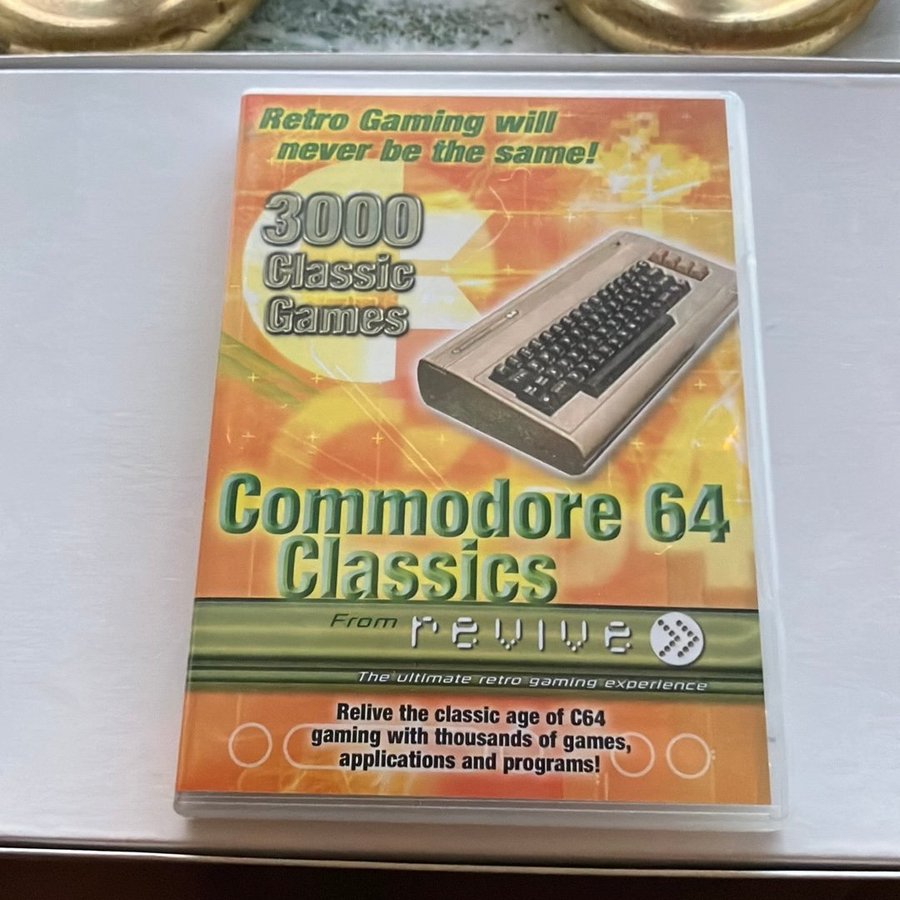 Retro Gaming will
never be the same!
3000
Classic
Games
Commodore 64
Classics
From revive
The ultimate retro gaming experience
Relive the classic age of C64
gaming with thousands of games,
applications and programs!